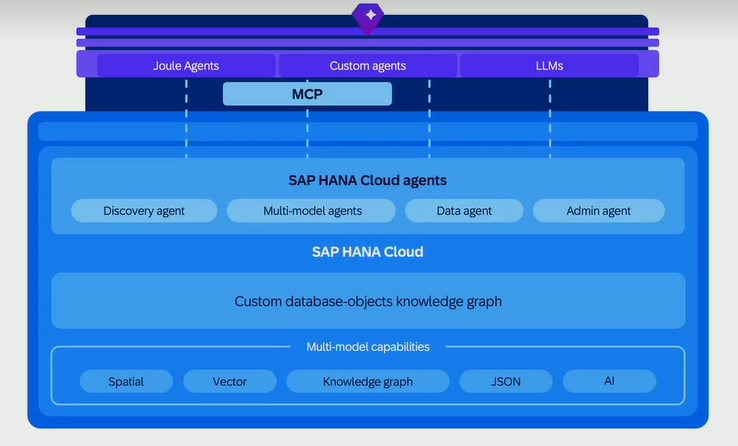 Joule Agents
Custom agents
LLMs
MCP
SAP HANA Cloud agents
Discovery agent
Multi-model agents
Data agent
Admin agent
SAP HANA Cloud
Custom database-objects knowledge graph
Multi-model capabilities
Spatial
Vector
Knowledge graph
JSON
AI